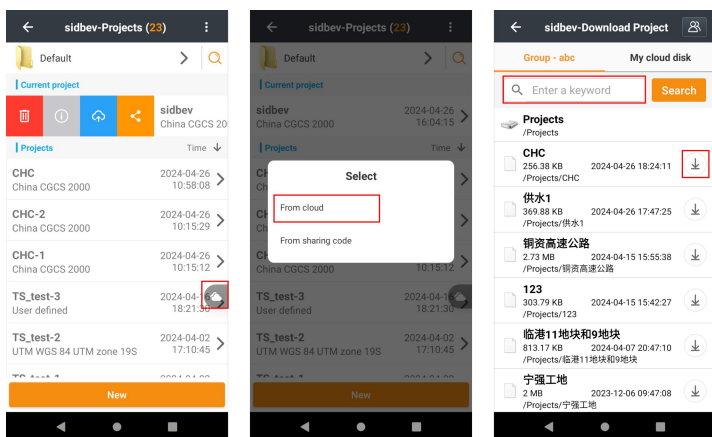 sidbev-Projects (23)
Default
Current project
sidbev
China CGCS 20
Projects
Time
CHC
China CGCS 2000
2024-04-26
10:58:08
CHC-2
China CGCS 2000
2024-04-26
10:15:29
CHC-1
China CGCS 2000
2024-04-26
10:15:12
TS_test-3
User defined
2024-04-16
18:21:30
TS_test-2
UTM WGS 84 UTM zone 19S
2024-04-02
17:10:45
New
sidbev-Projects (23)
Default
Current project
sidbev
China CGCS 2000
2024-04-26
16:04:15
Projects
Time
Select
From cloud
From sharing code
China CGCS 2000
10:15:12
TS_test-3
User defined
2024-04-16
18:21:30
TS_test-2
UTM WGS 84 UTM zone 19S
2024-04-02
17:10:45
New
sidbev-Download Project
Group - abc
My cloud disk
Enter a keyword
Search
Projects
/Projects
CHC
256.38 KB 2024-04-26 18:24:11
/Projects/CHC
供水1
369.88 KB 2024-04-26 17:47:25
/Projects/供水1
铜资高速公路
2.73 MB 2024-04-15 15:55:38
/Projects/铜资高速公路
123
303.79 KB 2024-04-15 15:42:27
/Projects/123
临港11地块和9地块
813.17 KB 2024-04-07 20:47:10
/Projects/临港11地块和9地块
宁强工地
2 MB 2023-12-06 09:47:08
/Projects/宁强工地